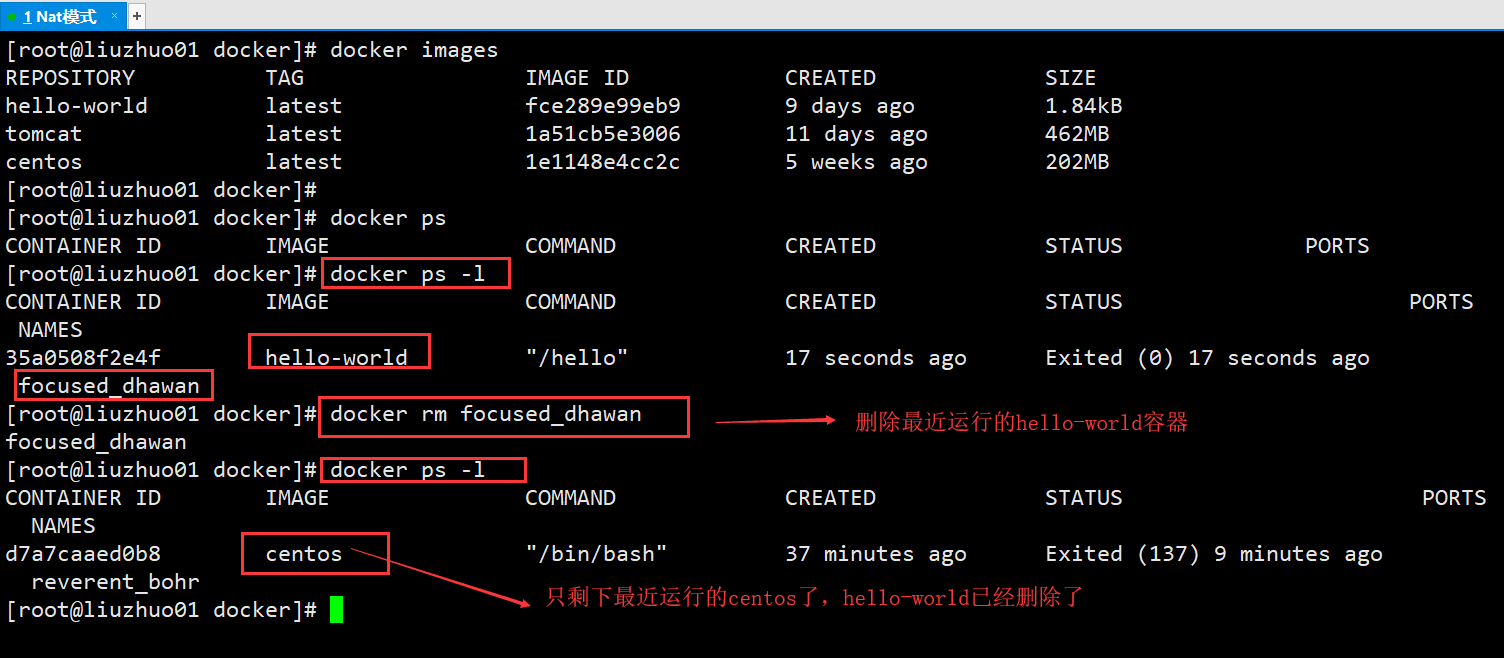 1 Nat模式 × +
[root@liuzhuo01 docker]# docker images
REPOSITORY TAG IMAGE ID CREATED SIZE
hello-world latest fce289e99eb9 9 days ago 1.84kB
tomcat latest 1a51cb5e3006 11 days ago 462MB
centos latest 1e1148e4cc2c 5 weeks ago 202MB
[root@liuzhuo01 docker]#
[root@liuzhuo01 docker]# docker ps
CONTAINER ID IMAGE COMMAND CREATED STATUS PORTS
[root@liuzhuo01 docker]# docker ps -l
CONTAINER ID IMAGE COMMAND CREATED STATUS PORTS
NAMES
35a0508f2e4f hello-world "/hello" 17 seconds ago Exited (0) 17 seconds ago
focused_dhawan
[root@liuzhuo01 docker]# docker rm focused_dhawan 删除最近运行的hello-world容器
focused_dhawan
[root@liuzhuo01 docker]# docker ps -l
CONTAINER ID IMAGE COMMAND CREATED STATUS PORTS
NAMES
d7a7caaed0b8 centos "/bin/bash" 37 minutes ago Exited (137) 9 minutes ago
reverent_bohr 只剩下最近运行的centos了，hello-world已经删除了
[root@liuzhuo01 docker]#